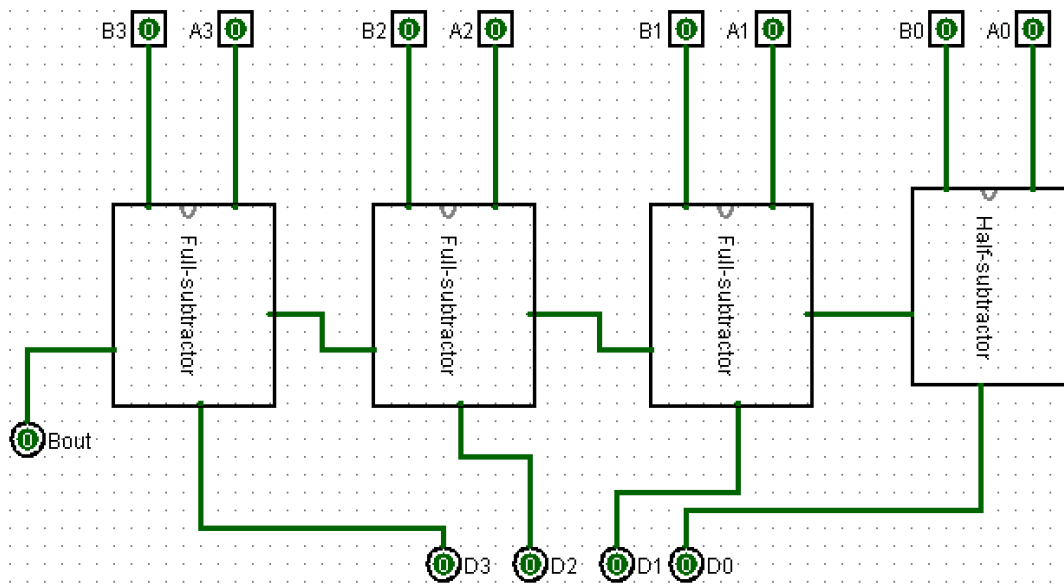 B3 0 A3 0 B2 0 A2 0 B1 0 A1 0 B0 0 A0 0
Full-subtractor
Full-subtractor
Full-subtractor
Half-subtractor
0 Bout
0 D3 0 D2 0 D1 0 D0